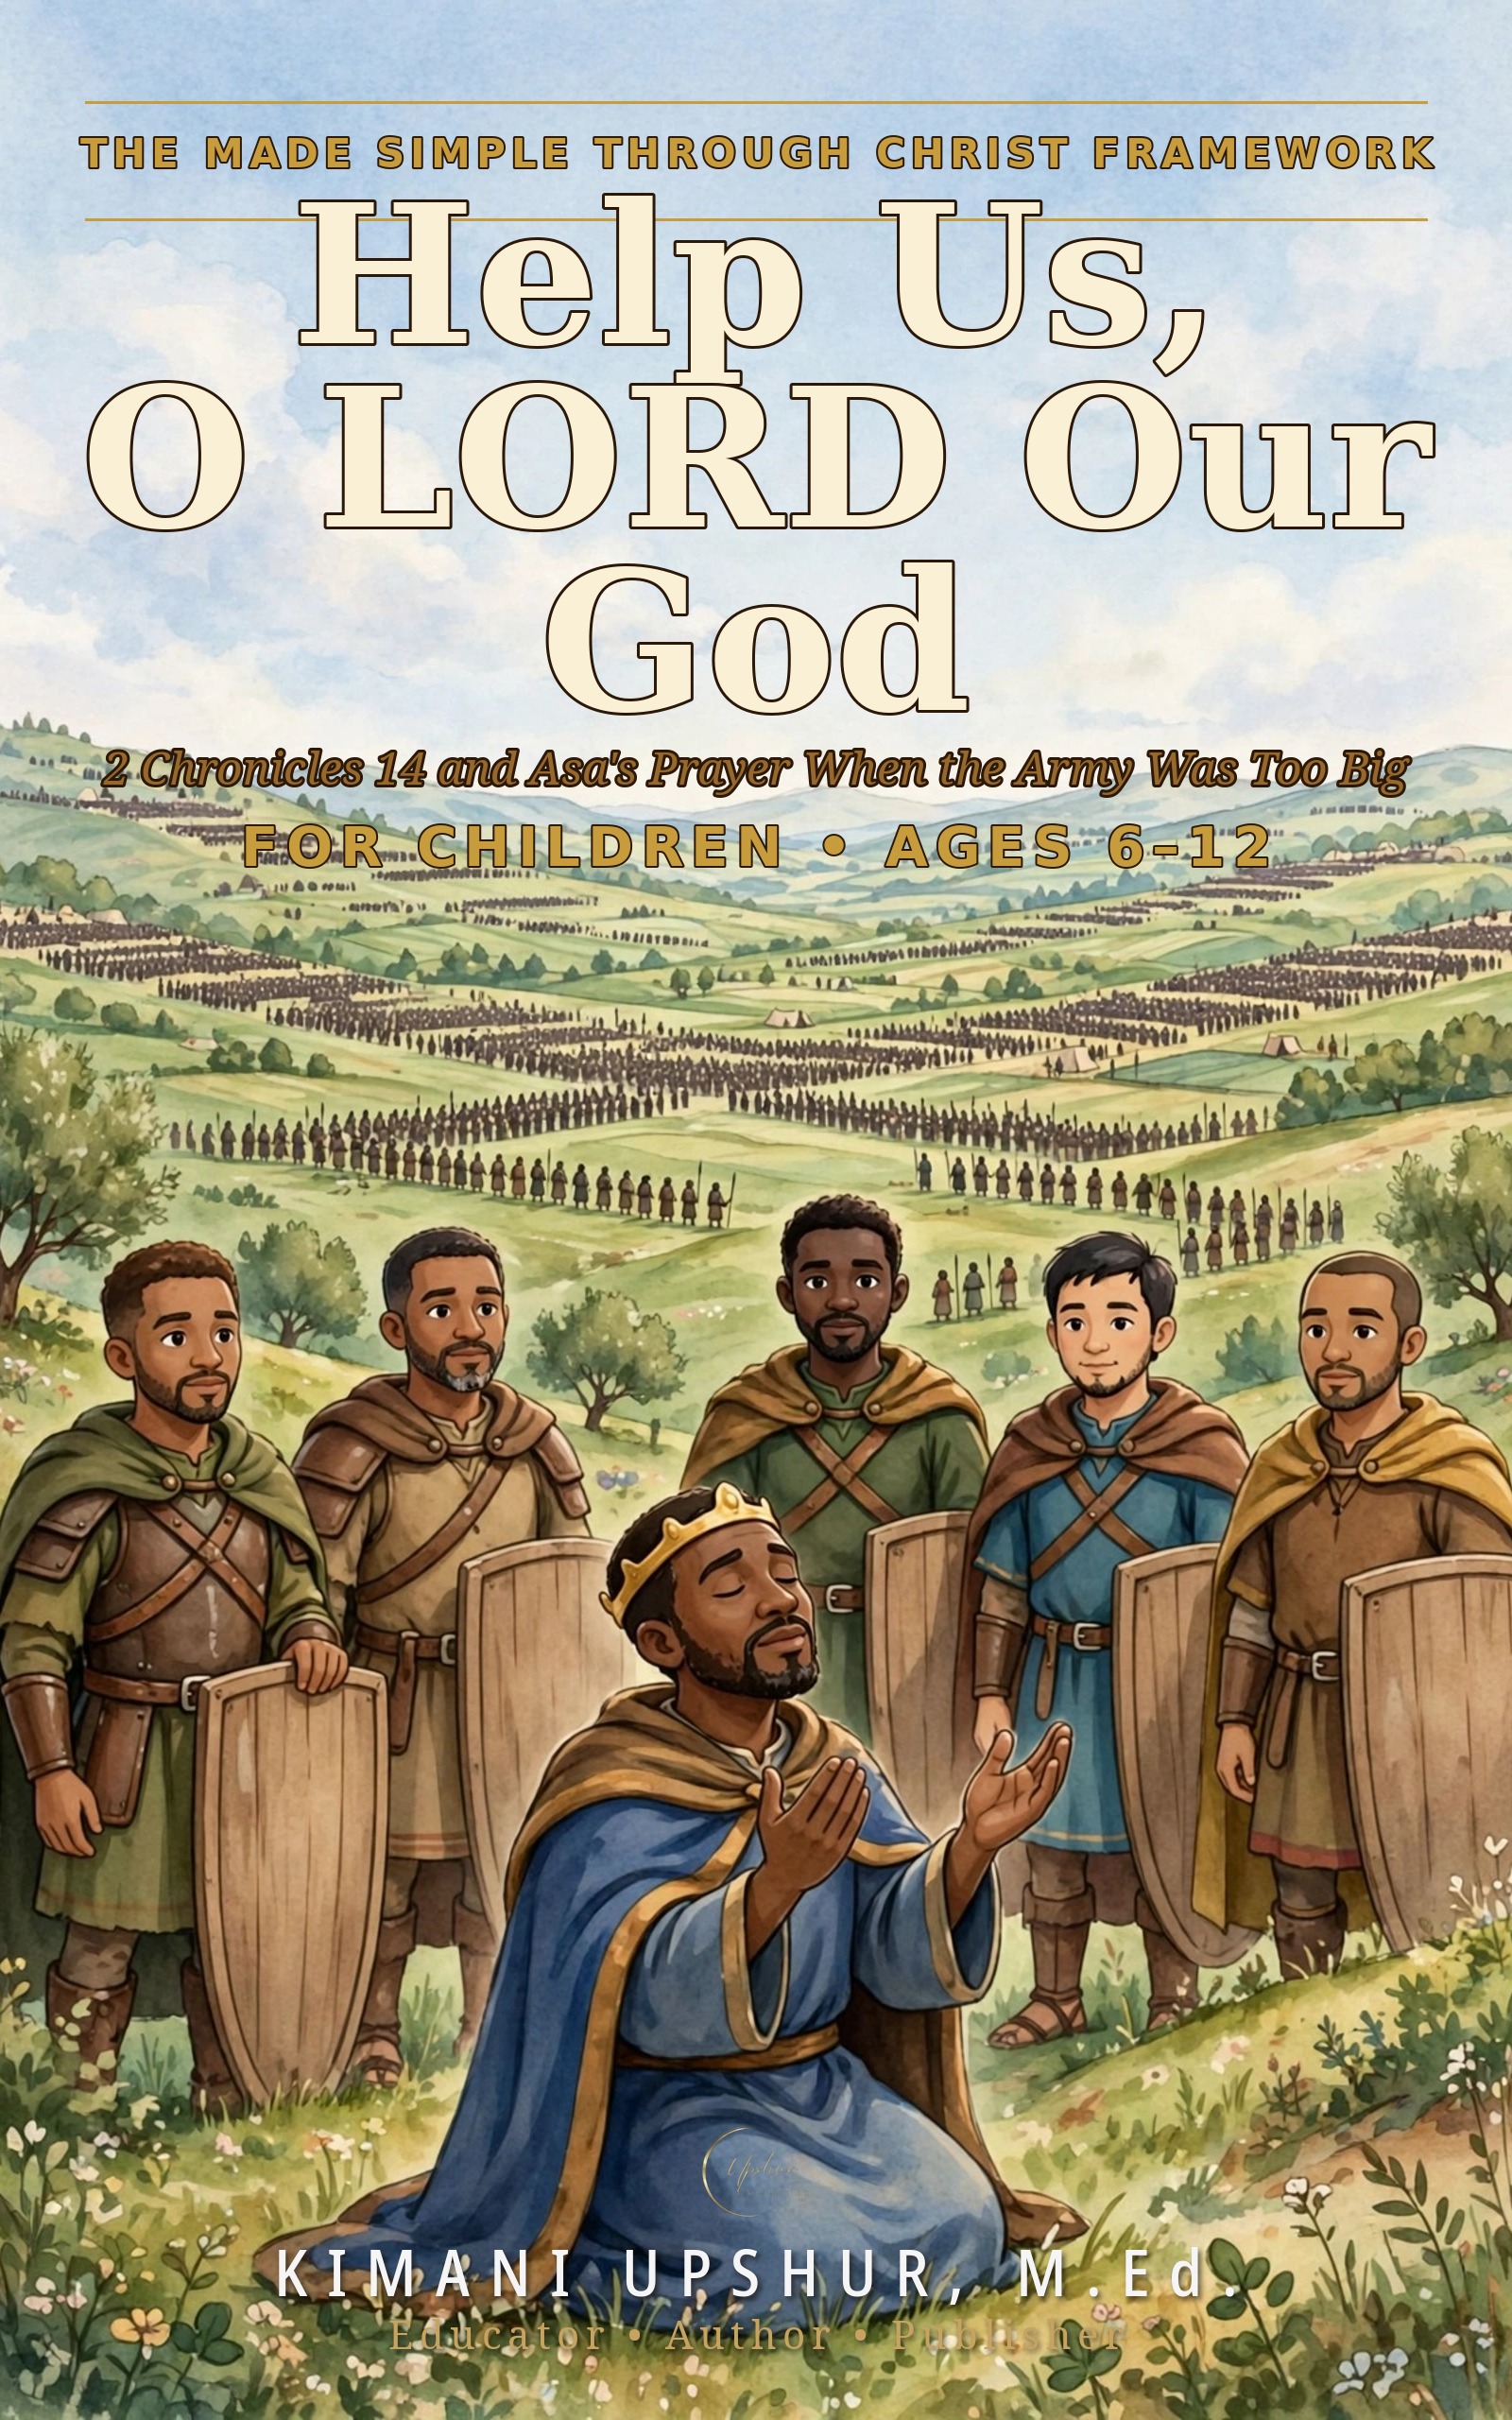 THE MADE SIMPLE THROUGH CHRIST FRAMEWORK
Help Us,
O LORD Our
God
2 Chronicles 14 and Asa's Prayer When the Army Was Too Big
FOR CHILDREN • AGES 6–12
Upshur
KIMANI UPSHUR, M.Ed.
Educator • Author • Publisher